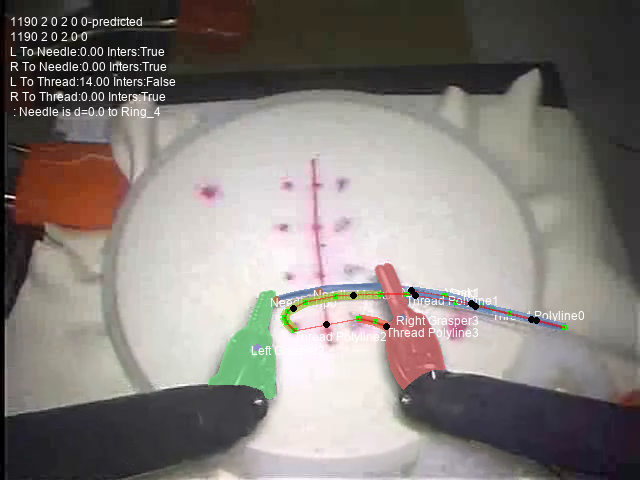 1190 2 0 2 0 0-predicted
1190 2 0 2 0 0
L To Needle:0.00 Inters:True
R To Needle:0.00 Inters:True
L To Thread:14.00 Inters:False
R To Thread:0.00 Inters:True
: Needle is d=0.0 to Ring_4
Thread Polyline1
Polyline0
Right Grasper3
Thread Polyline3
Left